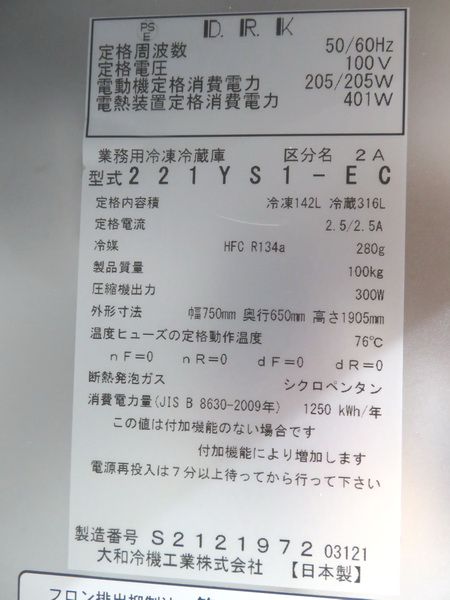 PS
E
D.R.K
定格周波数 50/60Hz
定格電圧 100V
電動機定格消費電力 205/205W
電熱装置定格消費電力 401W
業務用冷凍冷蔵庫 区分名 2A
型式 221YS1-EC
定格内容積 冷凍142L 冷蔵316L
定格電流 2.5/2.5A
冷媒 HFC R134a 280g
製品質量 100kg
圧縮機出力 300W
外形寸法 幅750mm 奥行650mm 高さ1905mm
温度ヒューズの定格動作温度 76℃
nF=0 nR=0 dF=0 dR=0
断熱発泡ガス シクロペンタン
消費電力量(JIS B 8630-2009年) 1250 kWh/年
この値は付加機能のない場合です
付加機能により増加します
電源再投入は7分以上待ってから行って下さい
製造番号 S2121972 03121
大和冷機工業株式会社 【日本製】
フロン排出抑制法